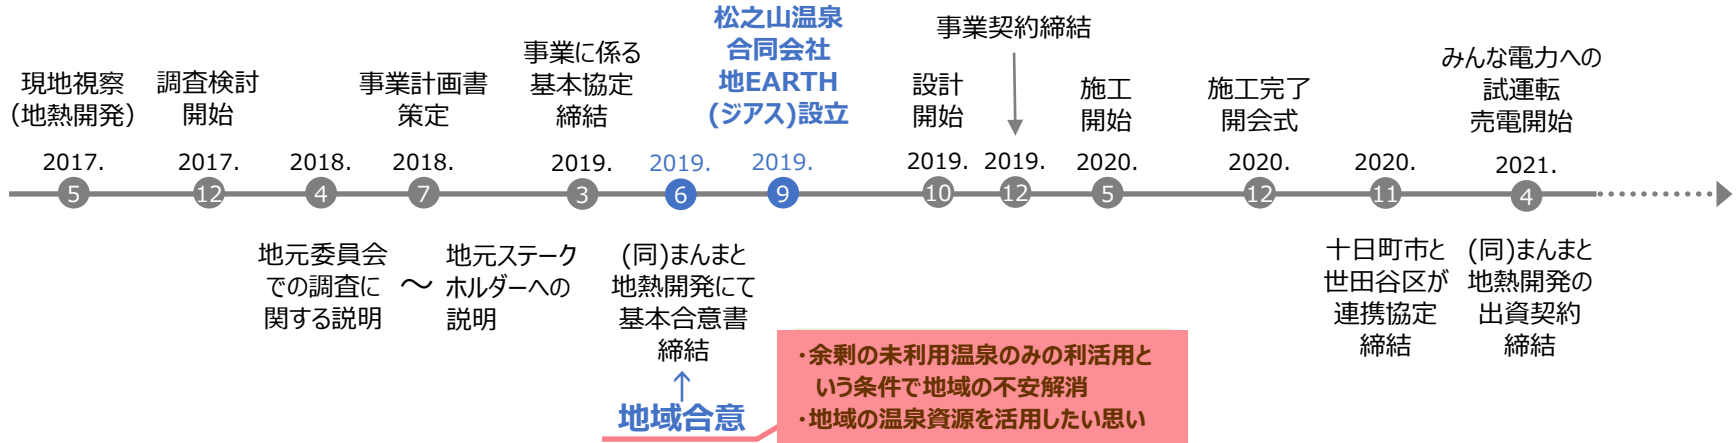 現地視察
(地熱開発)
2017.
5
調査検討
開始
2017.
12
2018.
4
地元委員会
での調査に
関する説明
～
事業計画書
策定
2018.
7
地元ステーク
ホルダーへの
説明
事業に係る
基本協定
締結
2019.
3
2019.
6
(同)まんまと
地熱開発にて
基本合意書
締結
↑
地域合意
・余剰の未利用温泉のみの利活用と
いう条件で地域の不安解消
・地域の温泉資源を活用したい思い
松之山温泉
合同会社
地EARTH
(ジアス)設立
2019.
9
設計
開始
2019.
10
事業契約締結
2019.
12
施工
開始
2020.
5
施工完了
開会式
2020.
12
2020.
11
十日町市と
世田谷区が
連携協定
締結
みんな電力への
試運転
売電開始
2021.
4
(同)まんまと
地熱開発の
出資契約
締結